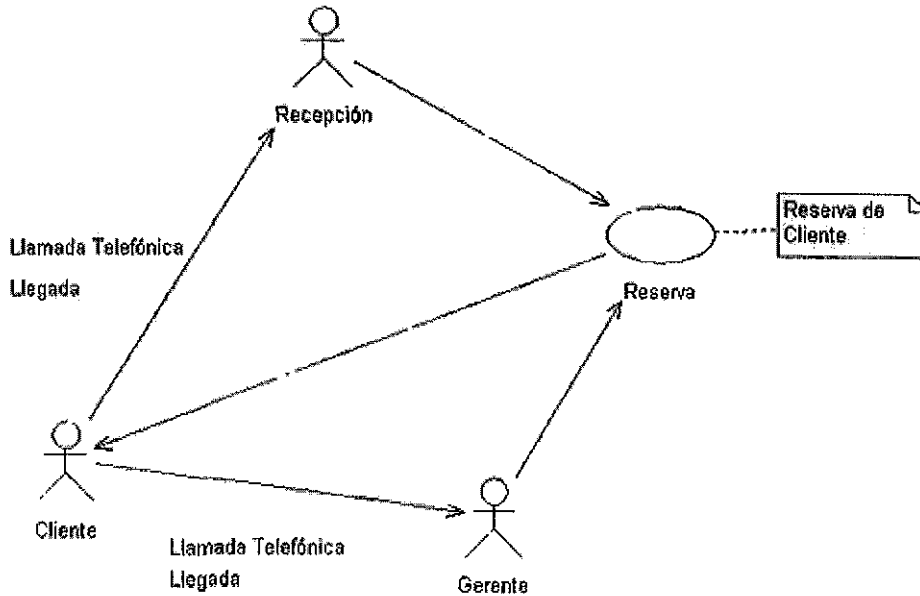 Recepción
Llamada Telefónica
Llegada
Reserva de
Cliente
Reserva
Cliente
Llamada Telefónica
Llegada
Gerente